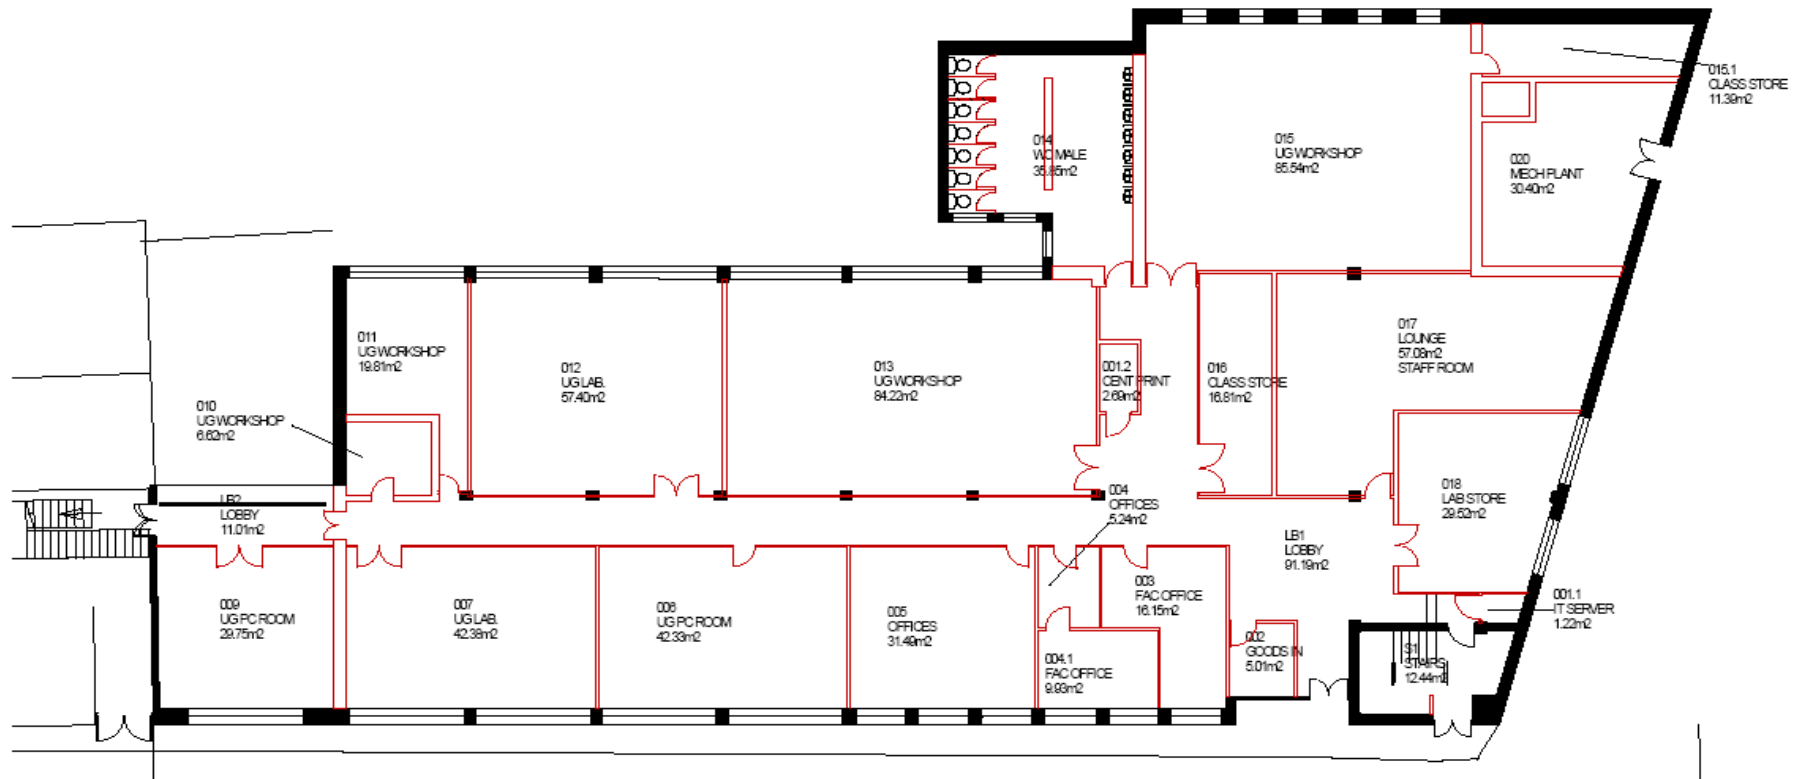 015.1
CLASS STORE
11.39m2
014
WC MALE
35.85m2
015
UG WORKSHOP
85.54m2
020
MECH PLANT
30.40m2
011
UG WORKSHOP
19.81m2
012
UG LAB.
57.40m2
013
UG WORKSHOP
84.22m2
001.2
CENT PRINT
2.69m2
016
CLASS STORE
16.81m2
017
LOUNGE
57.08m2
STAFF ROOM
010
UG WORKSHOP
6.62m2
LB2
LOBBY
11.01m2
004
OFFICES
5.24m2
018
LAB STORE
29.52m2
LB1
LOBBY
91.19m2
009
UG PC ROOM
29.75m2
007
UG LAB.
42.38m2
006
UG PC ROOM
42.33m2
005
OFFICES
31.49m2
003
FAC OFFICE
16.15m2
001.1
IT SERVER
1.22m2
004.1
FAC OFFICE
9.93m2
002
GOODS IN
5.01m2
S1
STAIRS
12.44m2